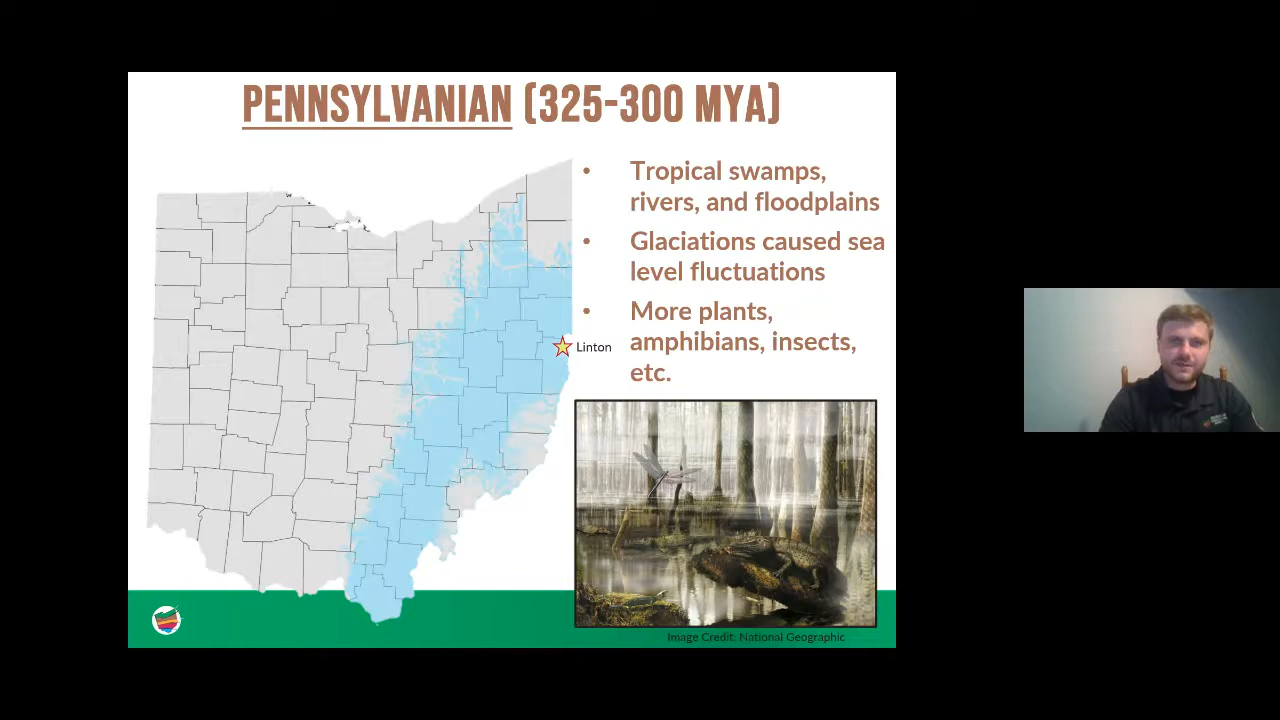 PENNSYLVANIAN (325-300 MYA)
• Tropical swamps,
rivers, and floodplains
• Glaciations caused sea
level fluctuations
• More plants,
amphibians, insects,
etc.
Linton
Image Credit: National Geographic